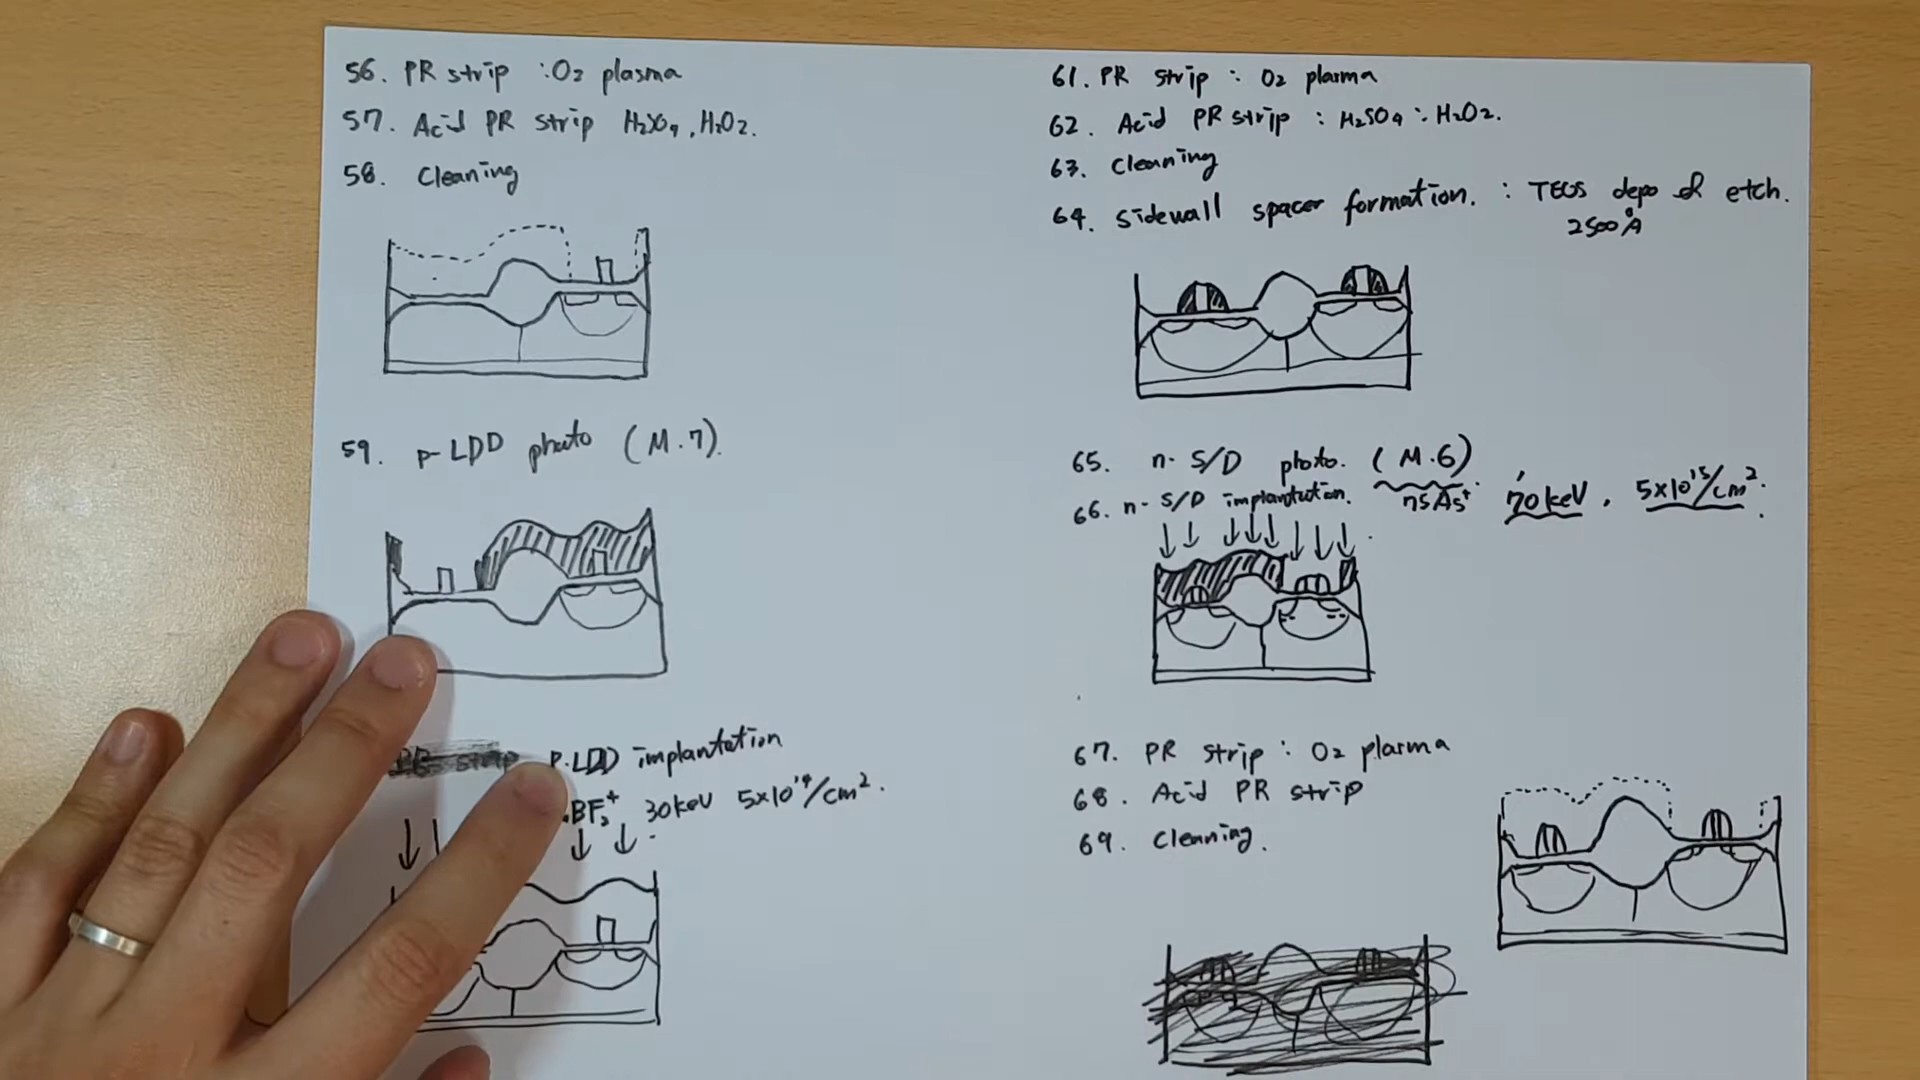 56. PR strip : O2 plasma
57. Acid PR strip H2SO4, H2O2.
58. Cleaning
59. p-LDD photo (M.7).
P-LDD implantation
BF2+ 30keV 5x10^14/cm2.
61. PR strip : O2 plasma
62. Acid PR strip : H2SO4 : H2O2.
63. Cleaning
64. Sidewall spacer formation. : TEOS depo & etch.
2500Å
65. n- S/D photo. (M.6)
66. n- S/D implantation. 75As+ 70keV, 5x10^15/cm2.
67. PR strip : O2 plasma
68. Acid PR strip
69. Cleaning.